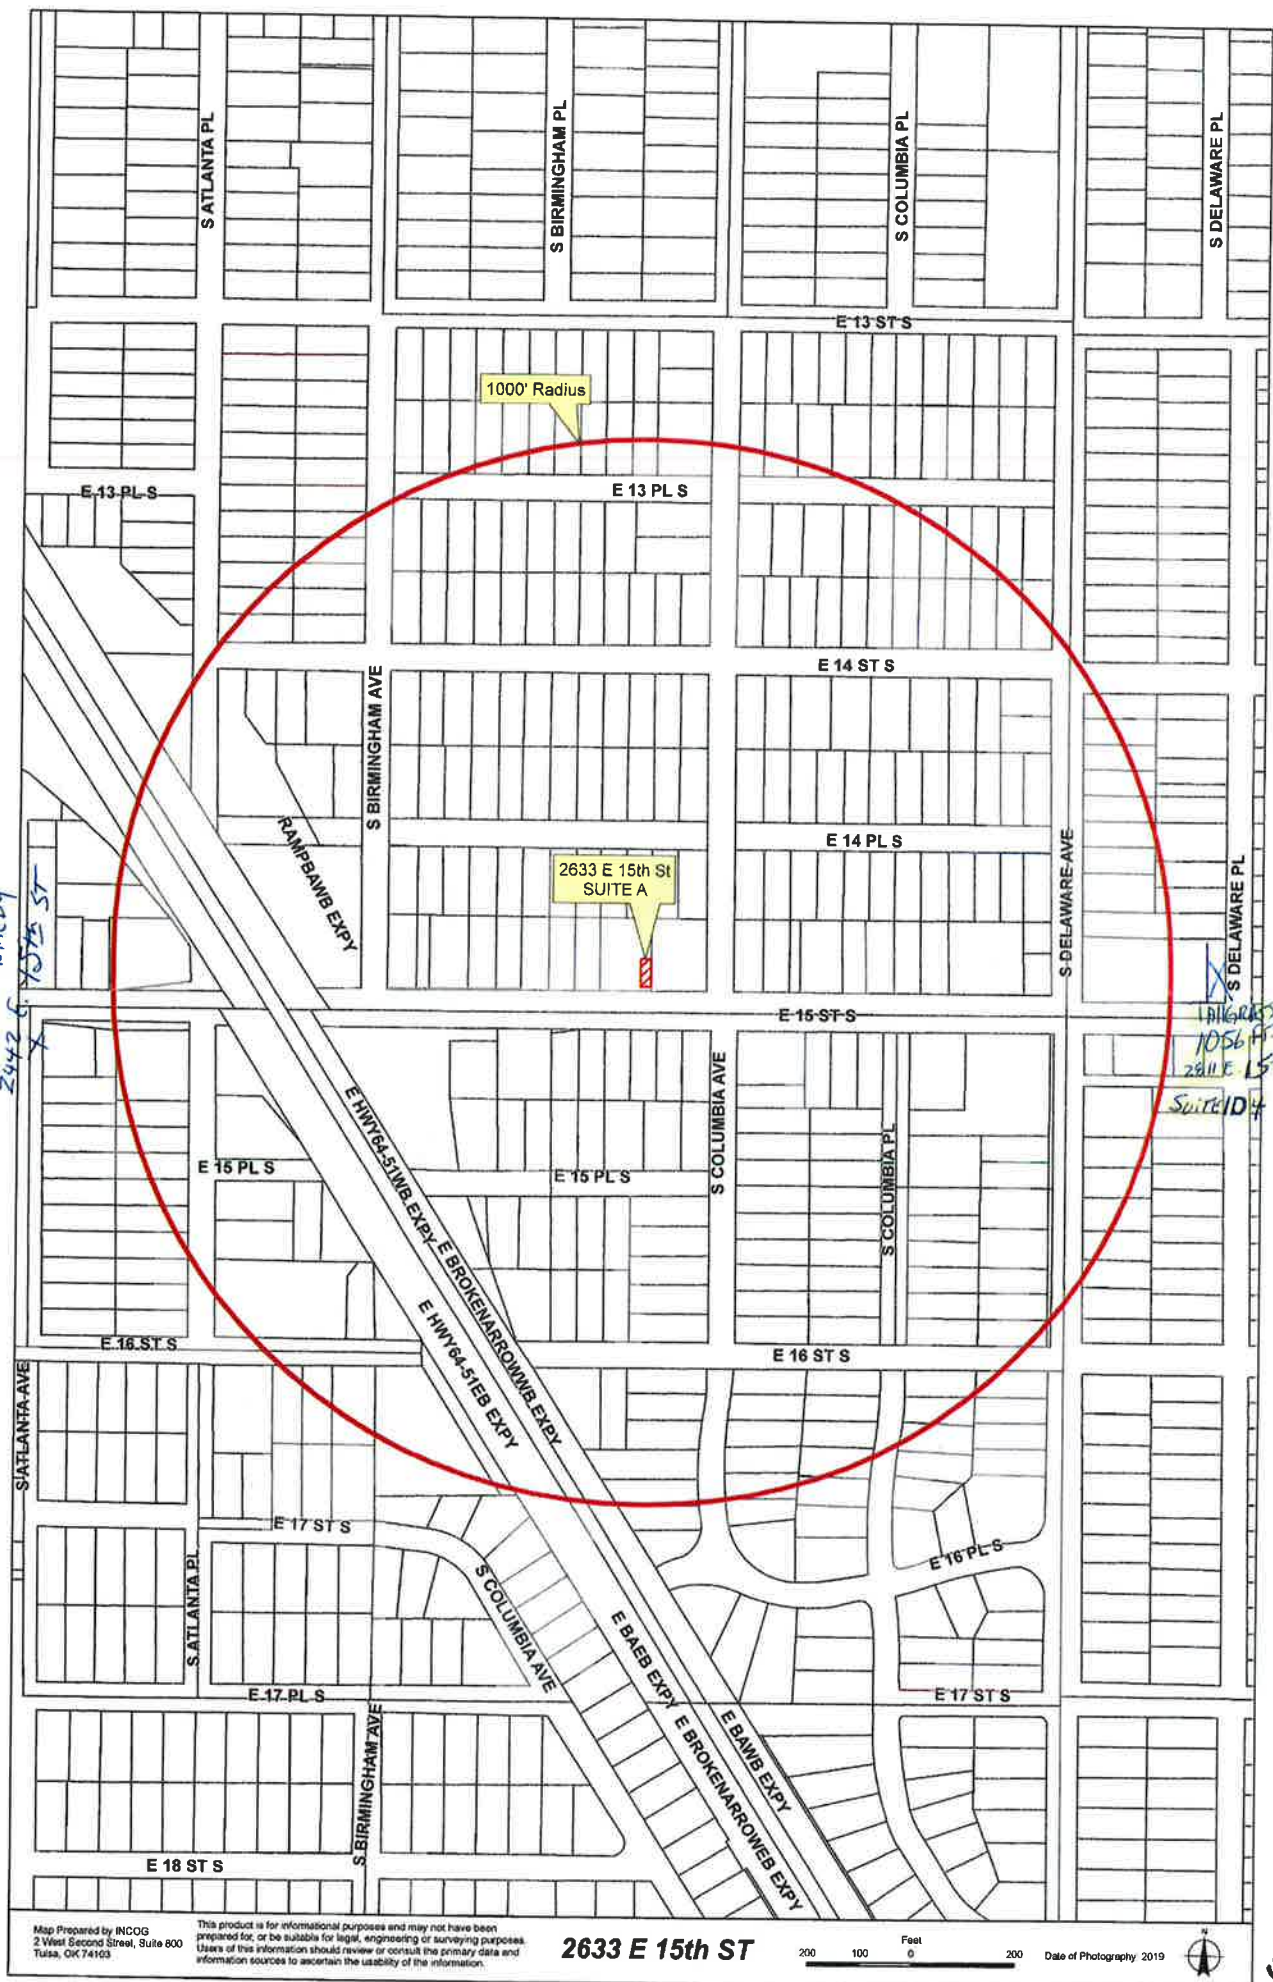 S ATLANTA PL
S BIRMINGHAM PL
S COLUMBIA PL
S DELAWARE PL
E 13 ST S
1000' Radius
E 13 PL S
E 13 PL S
E 14 ST S
S BIRMINGHAM AVE
RAMPBAWB EXPY
E 14 PL S
2633 E 15th St
SUITE A
S DELAWARE AVE
S DELAWARE PL
2442 E. 15th ST
X
X
E 15 ST S
1056 FT
2811 E 15
SUITE 1D4
E HWY64-51WB EXPY
S COLUMBIA AVE
E 15 PL S
E 15 PL S
S COLUMBIA PL
E BROKENARROWWB EXPY
E HWY64-51EB EXPY
E 16 ST S
E 16 ST S
S ATLANTA AVE
E 17 ST S
E 16 PL S
S ATLANTA PL
S COLUMBIA AVE
E BAEB EXPY
E 17 PL S
E 17 ST S
S BIRMINGHAM AVE
E BAWB EXPY
E BROKENARROWEB EXPY
E 18 ST S
Map Prepared by INCOG
2 West Second Street, Suite 800
Tulsa, OK 74103
This product is for informational purposes and may not have been
prepared for, or be suitable for legal, engineering or surveying purposes.
Users of this information should review or consult the primary data and
information sources to ascertain the usability of the information.
2633 E 15th ST
Feet
200 100 0 200
Date of Photography 2019
N